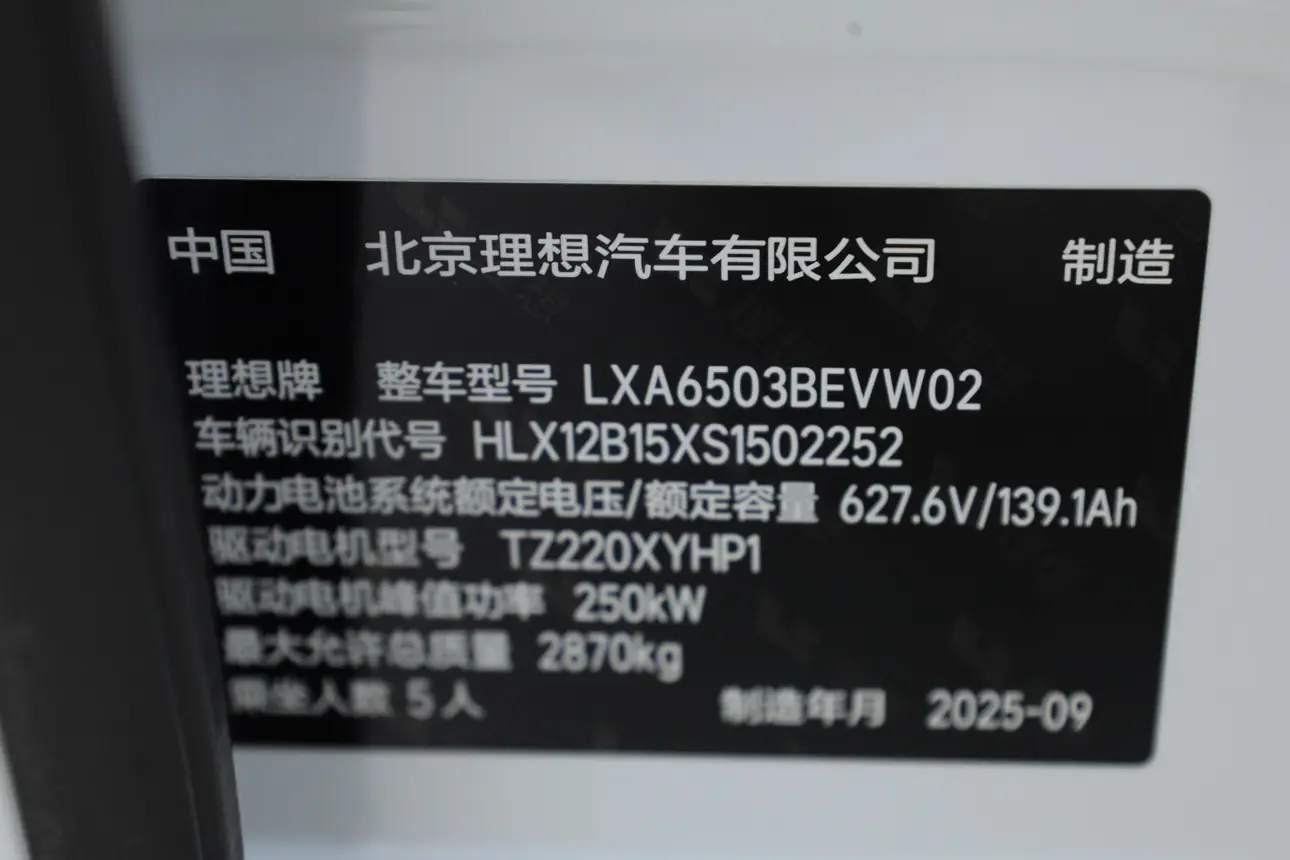 中国 北京理想汽车有限公司 制造
理想牌 整车型号 LXA6503BEVW02
车辆识别代号 HLX12B15XS1502252
动力电池系统额定电压/额定容量 627.6V/139.1Ah
驱动电机型号 TZ220XYHP1
驱动电机峰值功率 250kW
最大允许总质量 2870kg
乘坐人数 5人 制造年月 2025-09